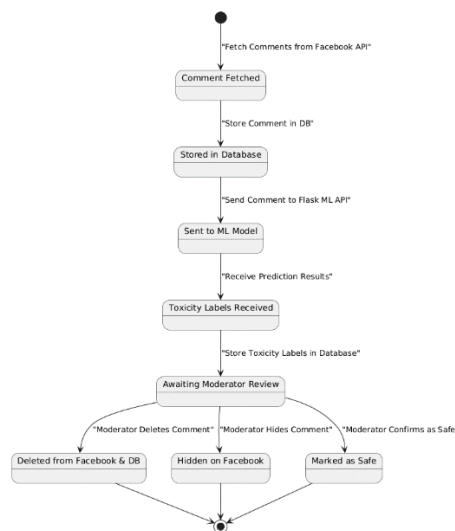 "Fetch Comments from Facebook API"
Comment Fetched
"Store Comment in DB"
Stored in Database
"Send Comment to Flask ML API"
Sent to ML Model
"Receive Prediction Results"
Toxicity Labels Received
"Store Toxicity Labels in Database"
Awaiting Moderator Review
"Moderator Deletes Comment" "Moderator Hides Comment" "Moderator Confirms as Safe"
Deleted from Facebook & DB Hidden on Facebook Marked as Safe